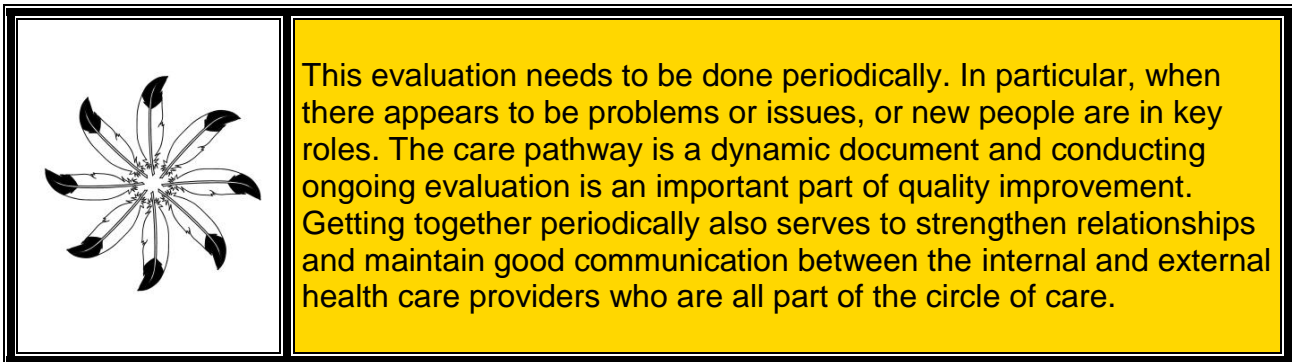 This evaluation needs to be done periodically. In particular, when
there appears to be problems or issues, or new people are in key
roles. The care pathway is a dynamic document and conducting
ongoing evaluation is an important part of quality improvement.
Getting together periodically also serves to strengthen relationships
and maintain good communication between the internal and external
health care providers who are all part of the circle of care.